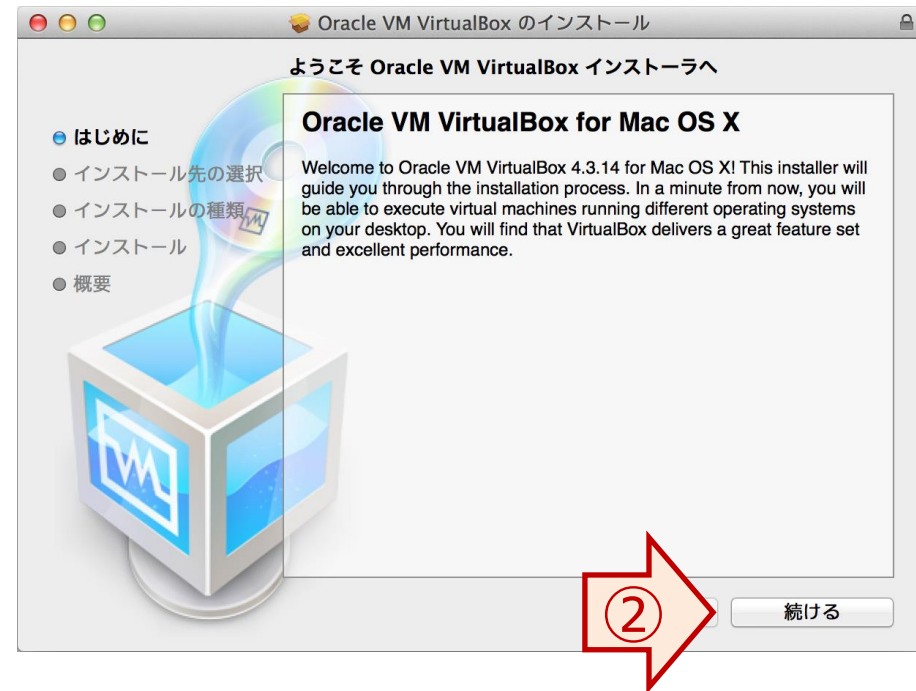 Oracle VM VirtualBox のインストール
ようこそ Oracle VM VirtualBox インストーラへ
はじめに
インストール先の選択
インストールの種類
インストール
概要
Oracle VM VirtualBox for Mac OS X
Welcome to Oracle VM VirtualBox 4.3.14 for Mac OS X! This installer will
guide you through the installation process. In a minute from now, you will
be able to execute virtual machines running different operating systems
on your desktop. You will find that VirtualBox delivers a great feature set
and excellent performance.
②
続ける